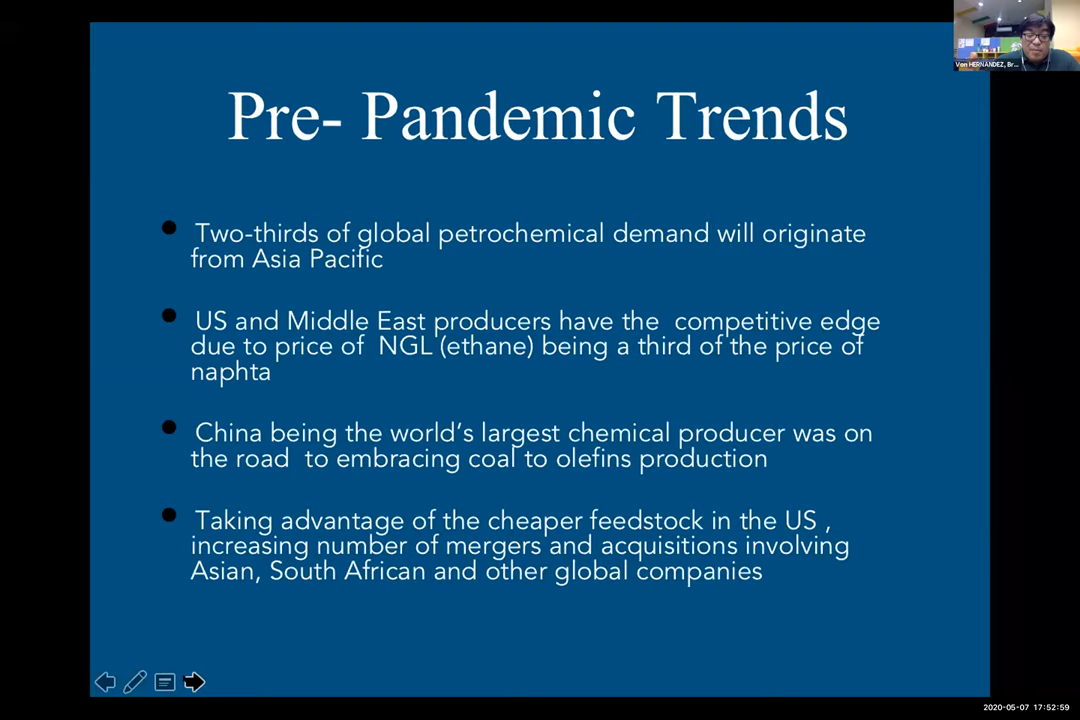 Von HERNANDEZ, Br...
Pre- Pandemic Trends
Two-thirds of global petrochemical demand will originate
from Asia Pacific
US and Middle East producers have the  competitive edge
due to price of  NGL (ethane) being a third of the price of
naphta
China being the world’s largest chemical producer was on
the road  to embracing coal to olefins production
Taking advantage of the cheaper feedstock in the US ,
increasing number of mergers and acquisitions involving
Asian, South African and other global companies
2020-05-07 17:52:59